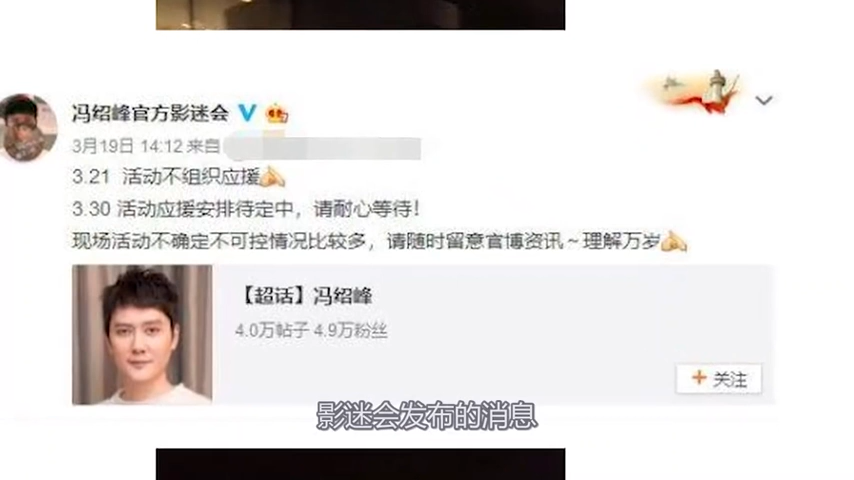 冯绍峰官方影迷会
3月19日 14:12 来自
3.21 活动不组织应援
3.30 活动应援安排待定中，请耐心等待！
现场活动不确定不可控情况比较多，请随时留意官博资讯～理解万岁
【超话】冯绍峰
4.0万帖子 4.9万粉丝
+ 关注
影迷会发布的消息